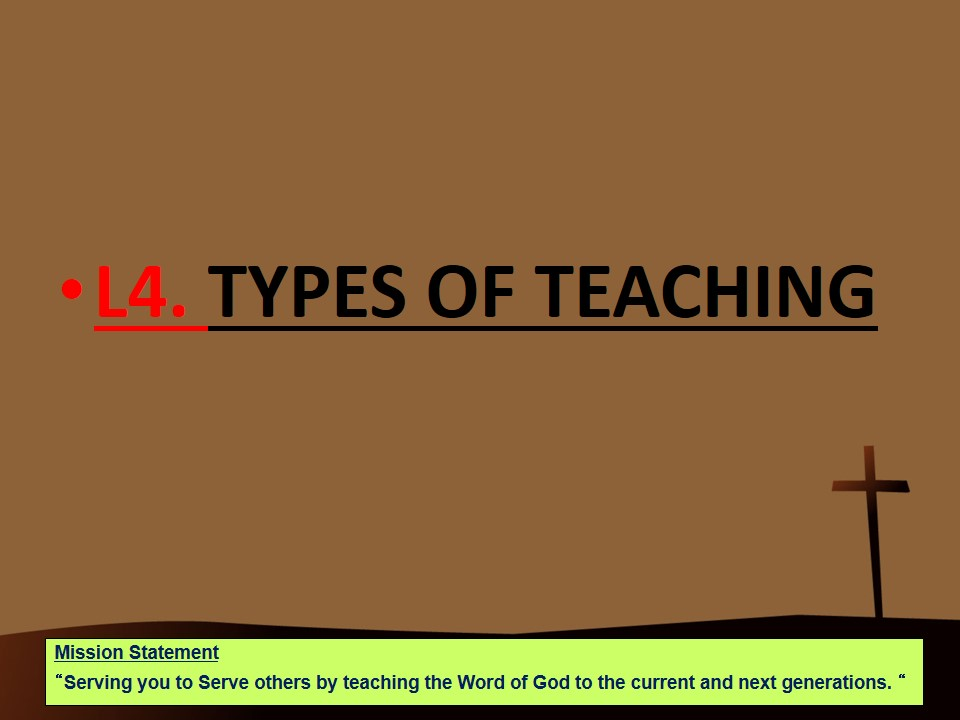 • L4. TYPES OF TEACHING
Mission Statement
“Serving you to Serve others by teaching the Word of God to the current and next generations. “